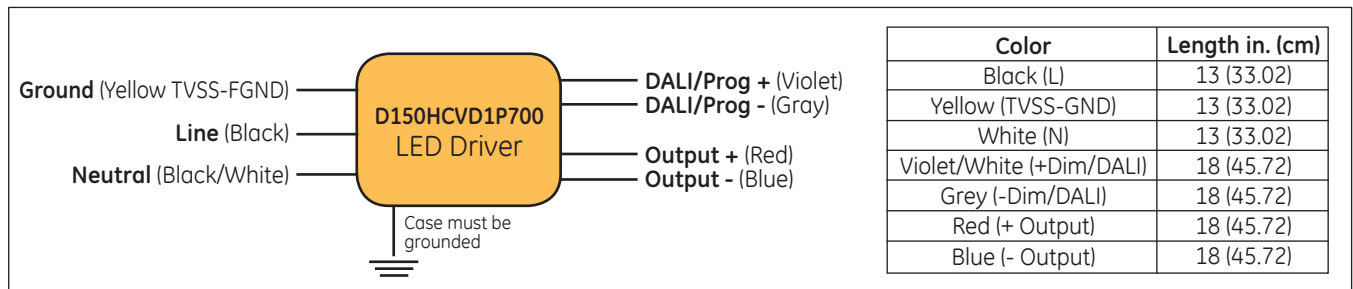 Ground (Yellow TVSS-FGND)
Line (Black)
Neutral (Black/White)
D150HCVD1P700
LED Driver
Case must be
grounded
DALI/Prog + (Violet)
DALI/Prog - (Gray)
Output + (Red)
Output - (Blue)
Color Length in. (cm)
Black (L) 13 (33.02)
Yellow (TVSS-GND) 13 (33.02)
White (N) 13 (33.02)
Violet/White (+Dim/DALI) 18 (45.72)
Grey (-Dim/DALI) 18 (45.72)
Red (+ Output) 18 (45.72)
Blue (- Output) 18 (45.72)